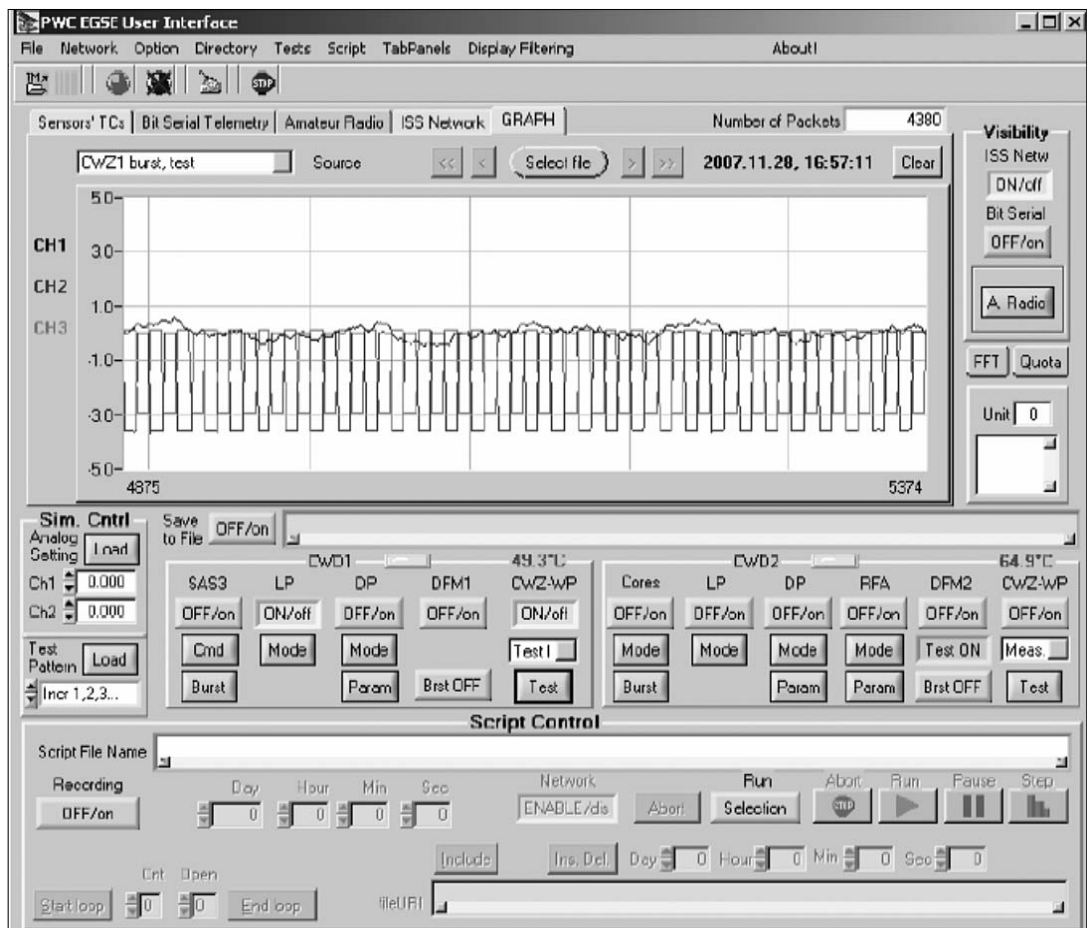 PWC EGSE User Interface
File Network Option Directory Tests Script TabPanels Display Filtering About!
STOP
Sensors' TCs Bit Serial Telemetry Amateur Radio ISS Network GRAPH Number of Packets 4380
CWZ1 burst, test Source << < Select file > >> 2007.11.28, 16:57:11 Clear
Visibility
ISS Netw
ON/off
Bit Serial
OFF/on
A. Radio
FFT Quota
Unit 0
CH1
CH2
CH3
5.0
3.0
1.0
-1.0
-3.0
-5.0
4875 5374
Sim. Cntrl
Analog Setting Load
Ch1 0.000
Ch2 0.000
Test Pattern Load
Incr 1,2,3...
Save to File OFF/on
CWD1 49.3°C
SAS3 LP DP DFM1 CWZ-WP
OFF/on ON/off OFF/on OFF/on ON/off
Cmd Mode Mode Test I
Burst Param Brst OFF Test
CWD2 64.9°C
Cores LP DP RFA DFM2 CWZ-WP
OFF/on OFF/on OFF/on OFF/on OFF/on OFF/on
Mode Mode Mode Mode Test ON Meas.
Burst Param Param Brst OFF Test
Script Control
Script File Name
Recording Day Hour Min Sec Network Run Abort Run Pause Step
OFF/on 0 0 0 0 ENABLE/dis Abort Selection STOP
Include Ins. Del. Day 0 Hour 0 Min 0 Sec 0
Cnt Open
Start loop 0 0 End loop fileURI